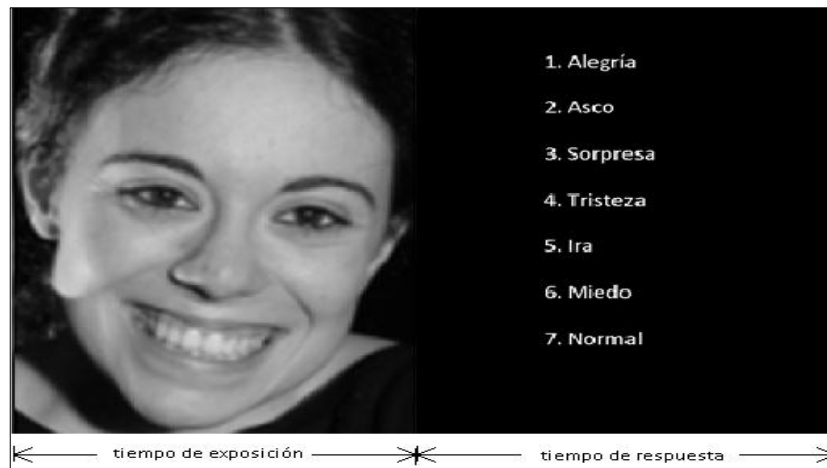 1. Alegría
2. Asco
3. Sorpresa
4. Tristeza
5. Ira
6. Miedo
7. Normal
tiempo de exposición
tiempo de respuesta